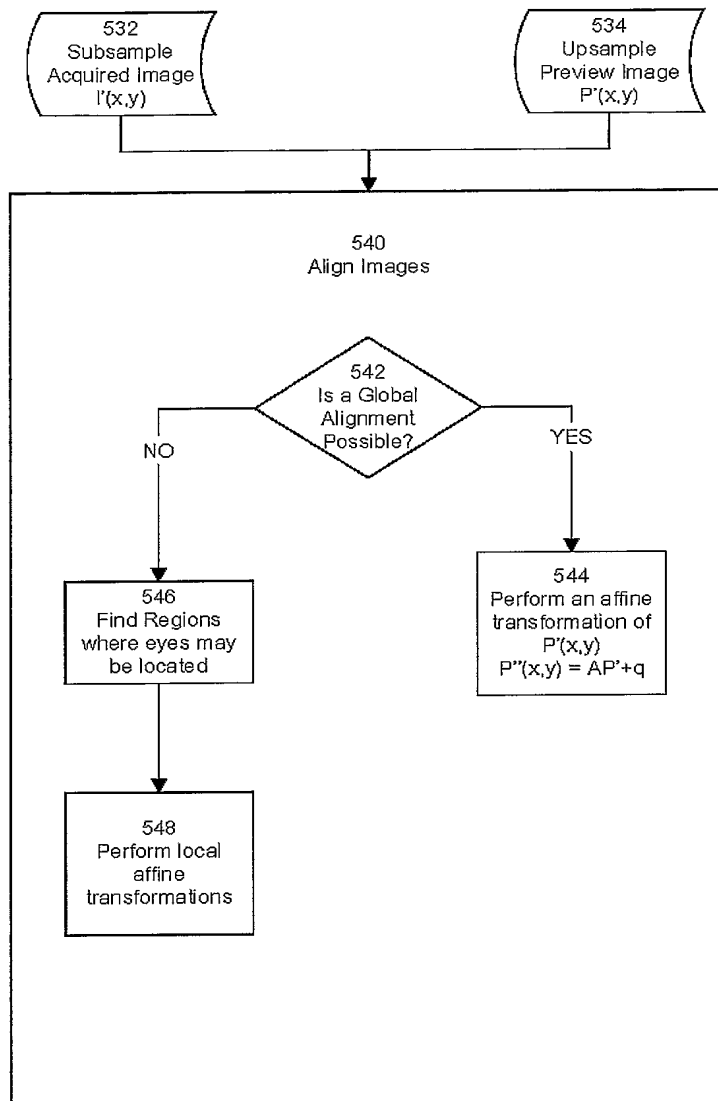 532
Subsample
Acquired Image
I'(x,y)
534
Upsample
Preview Image
P'(x,y)
540
Align Images
542
Is a Global
Alignment
Possible?
NO
YES
546
Find Regions
where eyes may
be located
544
Perform an affine
transformation of
P'(x,y)
P''(x,y) = AP'+q
548
Perform local
affine
transformations